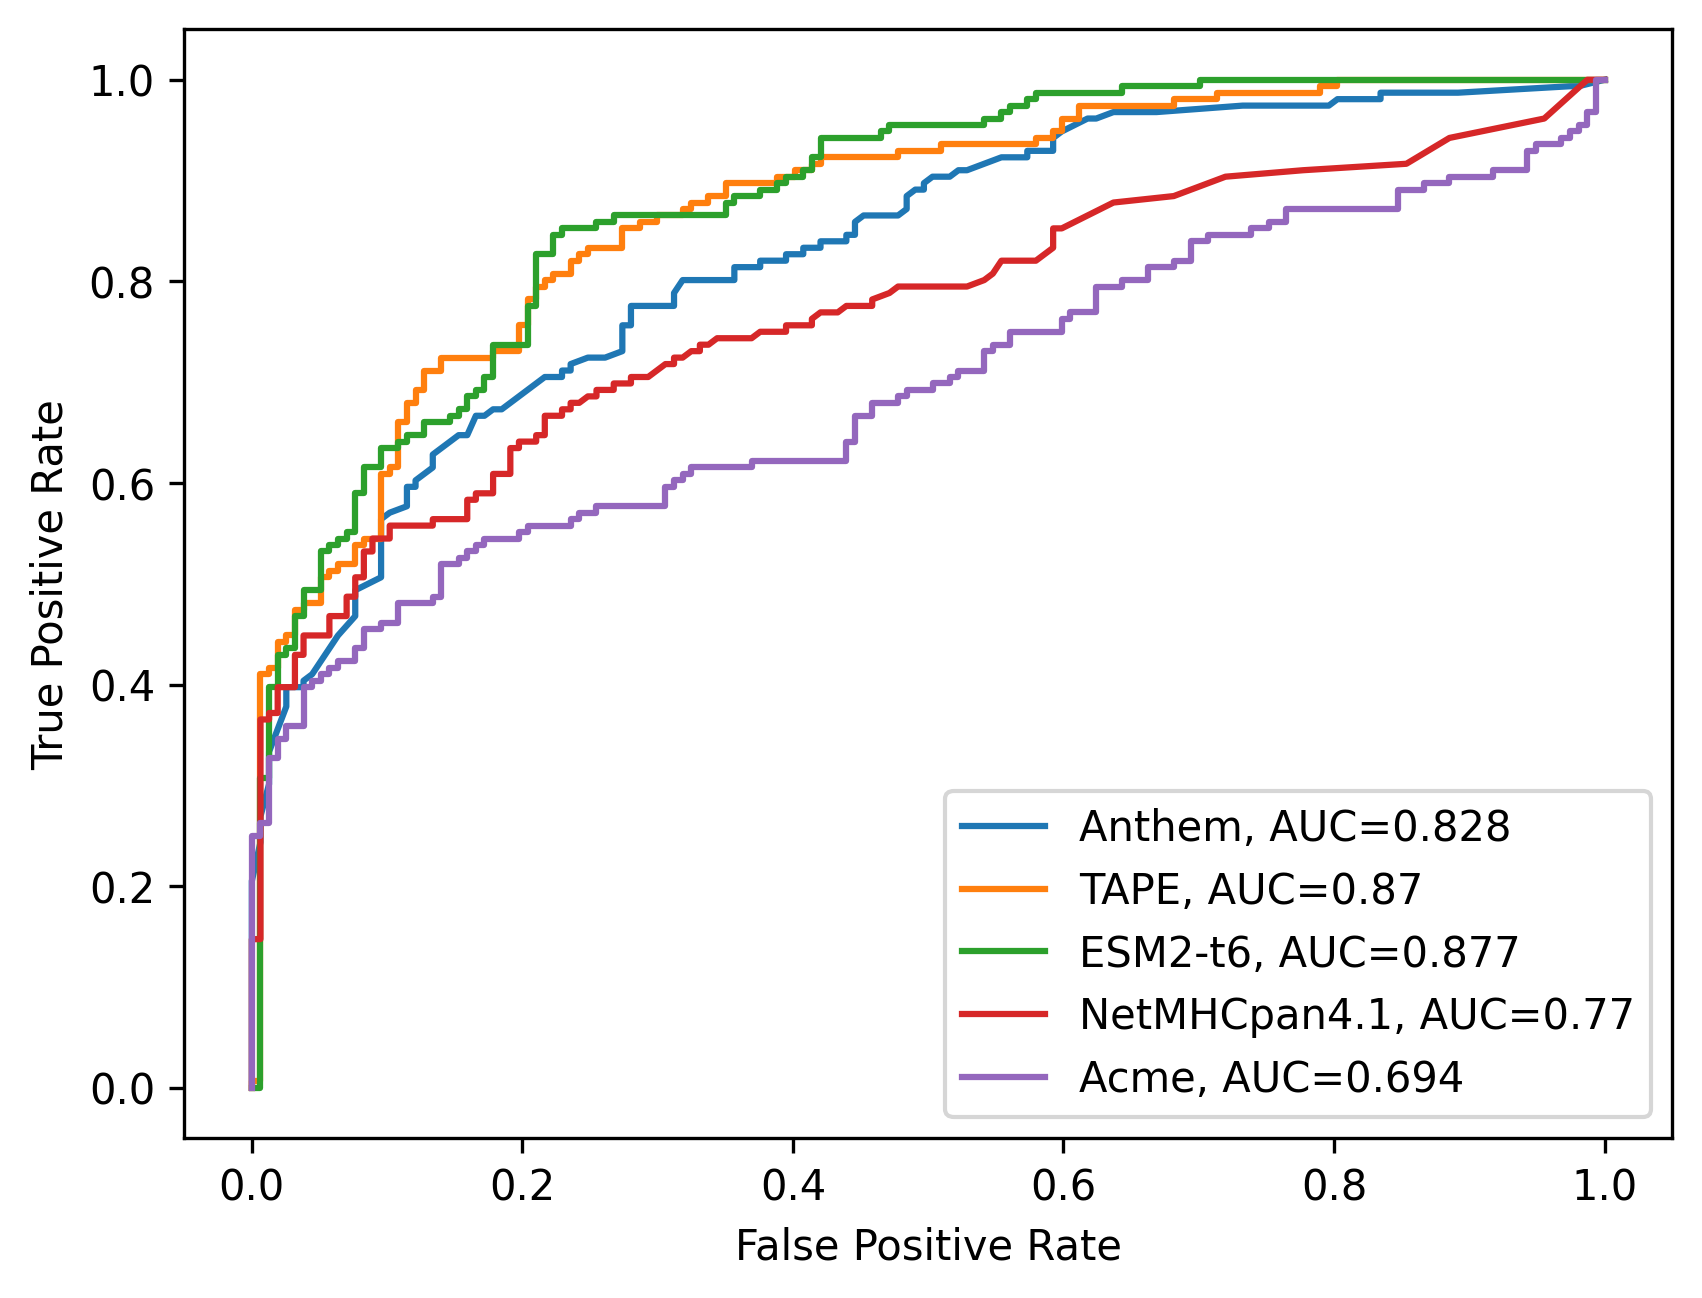 1.0
0.8
0.6
0.4
0.2
0.0
True Positive Rate
Anthem, AUC=0.828
TAPE, AUC=0.87
ESM2-t6, AUC=0.877
NetMHCpan4.1, AUC=0.77
Acme, AUC=0.694
0.0 0.2 0.4 0.6 0.8 1.0
False Positive Rate